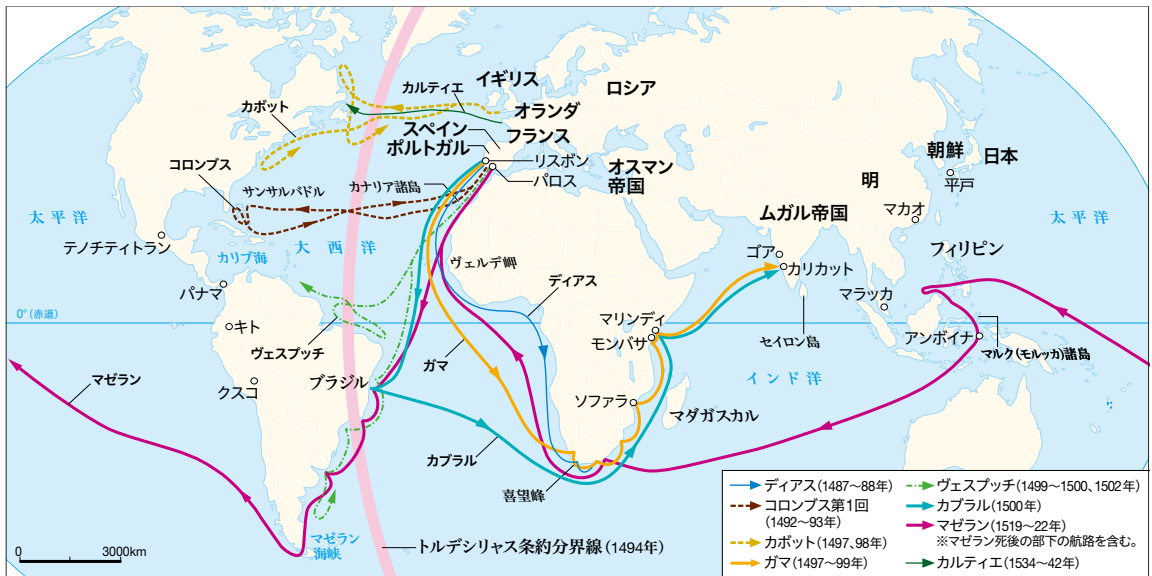 イギリス
カルティエ
オランダ
ロシア
カボット
スペイン
フランス
ポルトガル
リスボン
パロス
コロンブス
サンサルバドル
カナリア諸島
オスマン
帝国
朝鮮
日本
平戸
明
マカオ
ムガル帝国
太平洋
テノチティトラン
大西洋
カリブ海
パナマ
ヴェルデ岬
ディアス
ゴア
カリカット
フィリピン
太平洋
マラッカ
0°(赤道)
キト
ヴェスプッチ
マリンディ
モンバサ
セイロン島
アンボイナ
マルク(モルッカ)諸島
マゼラン
クスコ
ブラジル
ガマ
インド洋
ソファラ
マダガスカル
カブラル
喜望峰
マゼラン
海峡
トルデシリャス条約分界線(1494年)
0 3000km
ディアス(1487〜88年)
コロンブス第1回
(1492〜93年)
カボット(1497、98年)
ガマ(1497〜99年)
ヴェスプッチ(1499〜1500、1502年)
カブラル(1500年)
マゼラン(1519〜22年)
※マゼラン死後の部下の航路を含む。
カルティエ(1534〜42年)